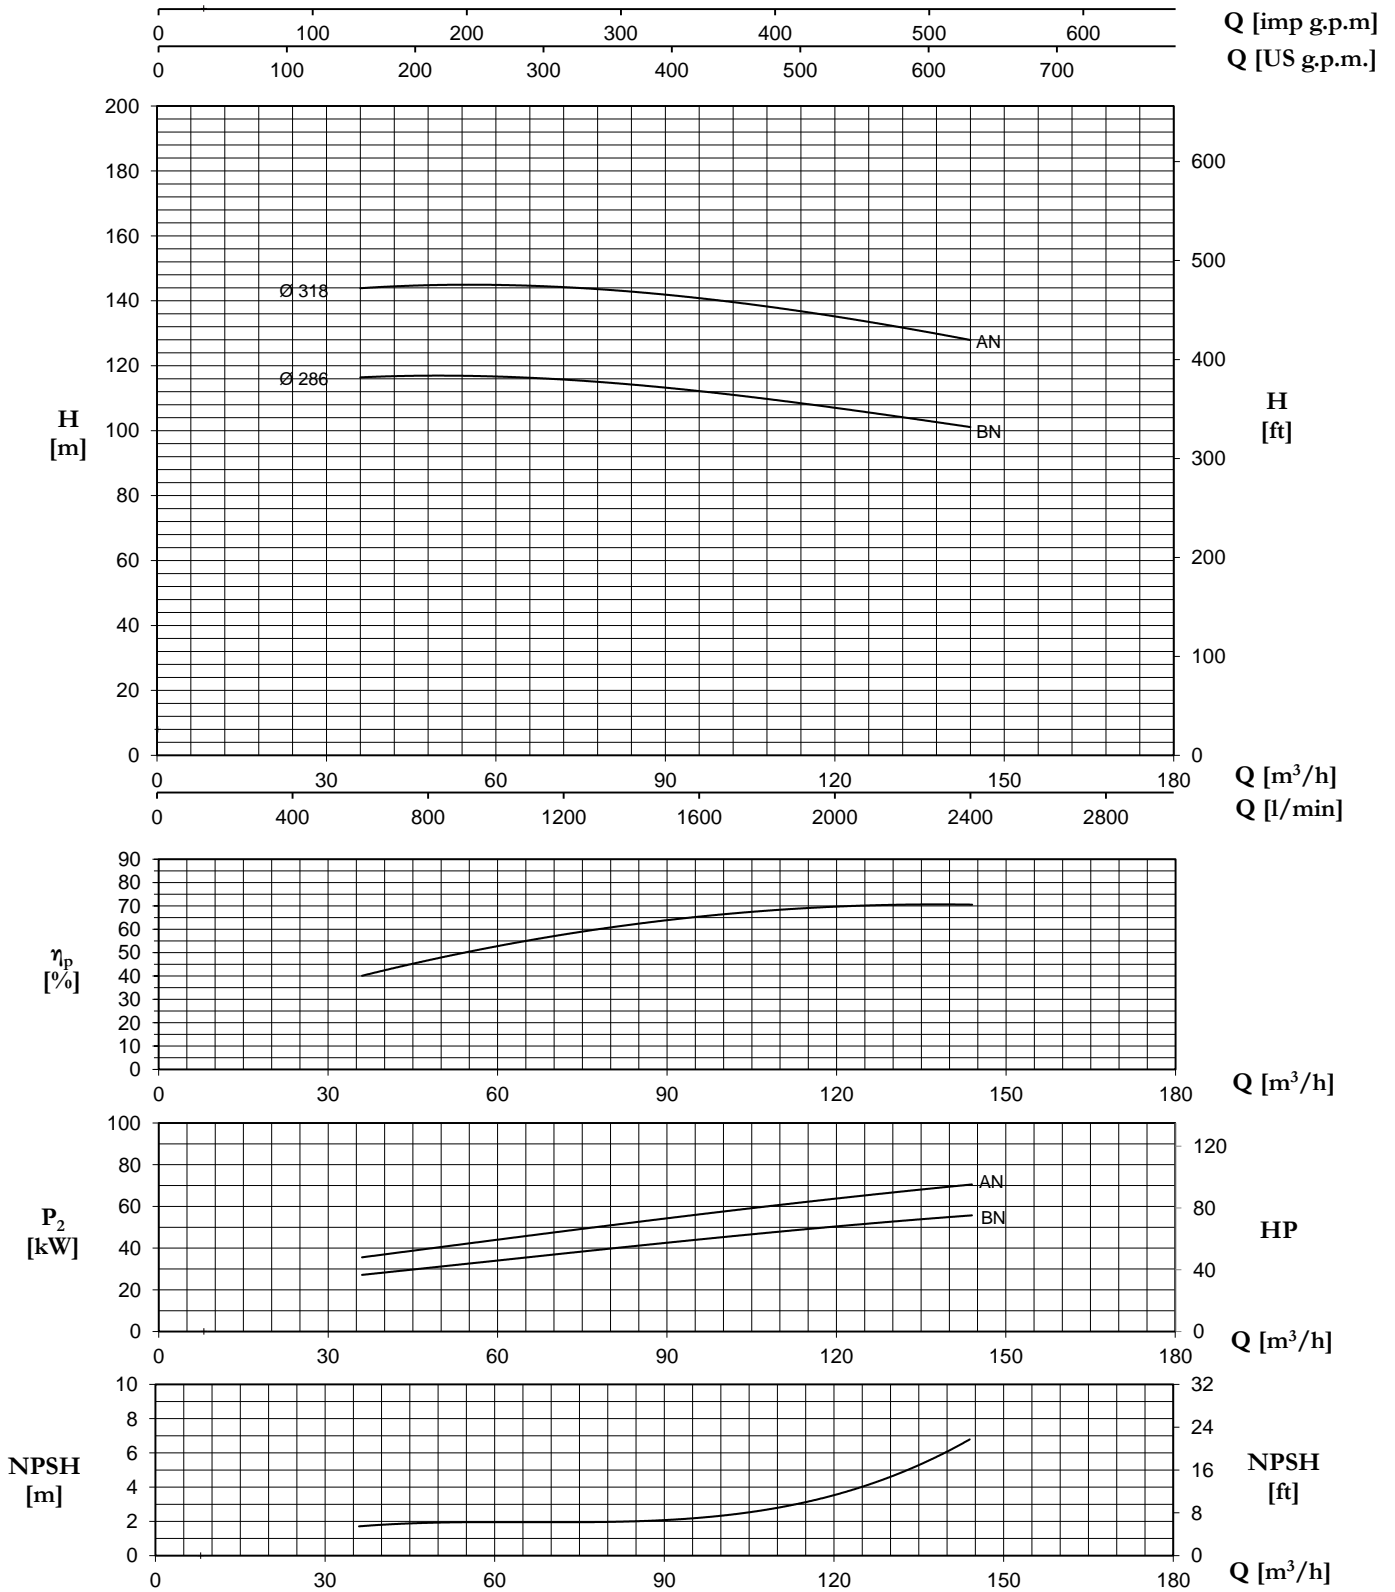 0 100 200 300 400 500 600 Q [imp g.p.m]
0 100 200 300 400 500 600 700 Q [US g.p.m.]
200
180 600
160
500
Ø 318
140
AN
120 400
Ø 286
H
[m]
H
[ft]
100
BN
300
80
60 200
40
100
20
0 0
0 30 60 90 120 150 180 Q [m³/h]
0 400 800 1200 1600 2000 2400 2800 Q [l/min]
90
80
70
60
50
40
30
20
10
0
ηp
[%]
0 30 60 90 120 150 180 Q [m³/h]
100
120
80
AN
60 80
BN
P2
[kW]
HP
40 40
20
0 0
0 30 60 90 120 150 180 Q [m³/h]
10 32
8 24
6
NPSH
[m]
NPSH
[ft]
16
4
2 8
0 0
0 30 60 90 120 150 180 Q [m³/h]